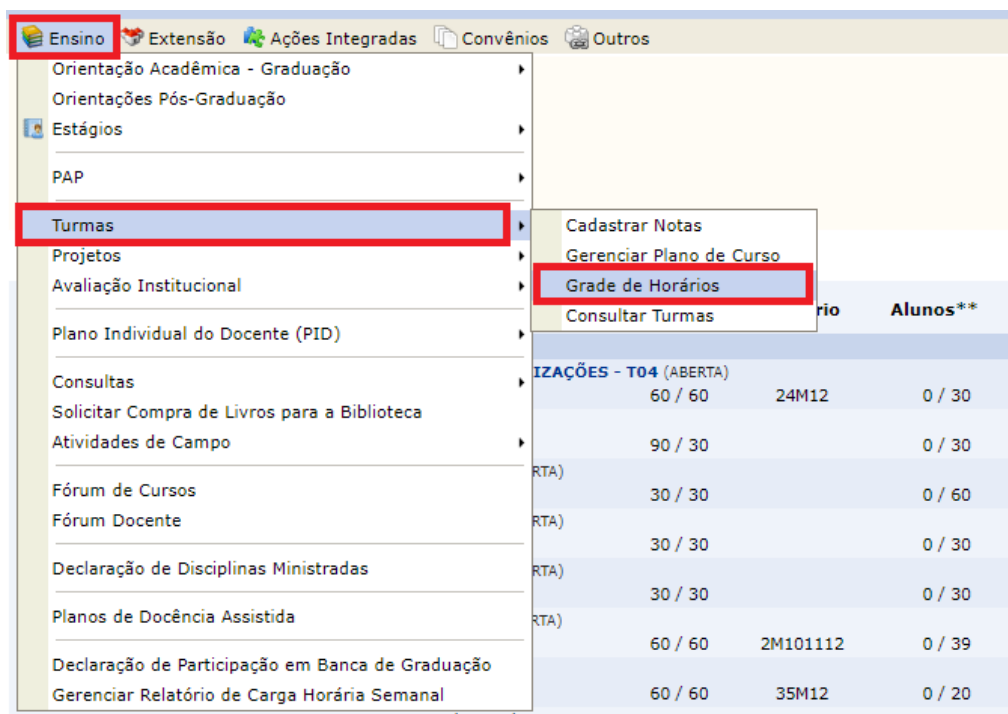 Ensino Extensão Ações Integradas Convênios Outros
Orientação Acadêmica - Graduação
Orientações Pós-Graduação
Estágios
PAP
Turmas
Projetos
Avaliação Institucional
Plano Individual do Docente (PID)
Consultas
Solicitar Compra de Livros para a Biblioteca
Atividades de Campo
Fórum de Cursos
Fórum Docente
Declaração de Disciplinas Ministradas
Planos de Docência Assistida
Declaração de Participação em Banca de Graduação
Gerenciar Relatório de Carga Horária Semanal
Cadastrar Notas
Gerenciar Plano de Curso
Grade de Horários
Consultar Turmas
rio Alunos**
IZAÇÕES - T04 (ABERTA)
60 / 60 24M12 0 / 30
90 / 30 0 / 30
RTA)
30 / 30 0 / 60
RTA)
30 / 30 0 / 30
RTA)
30 / 30 0 / 30
RTA)
60 / 60 2M101112 0 / 39
60 / 60 35M12 0 / 20